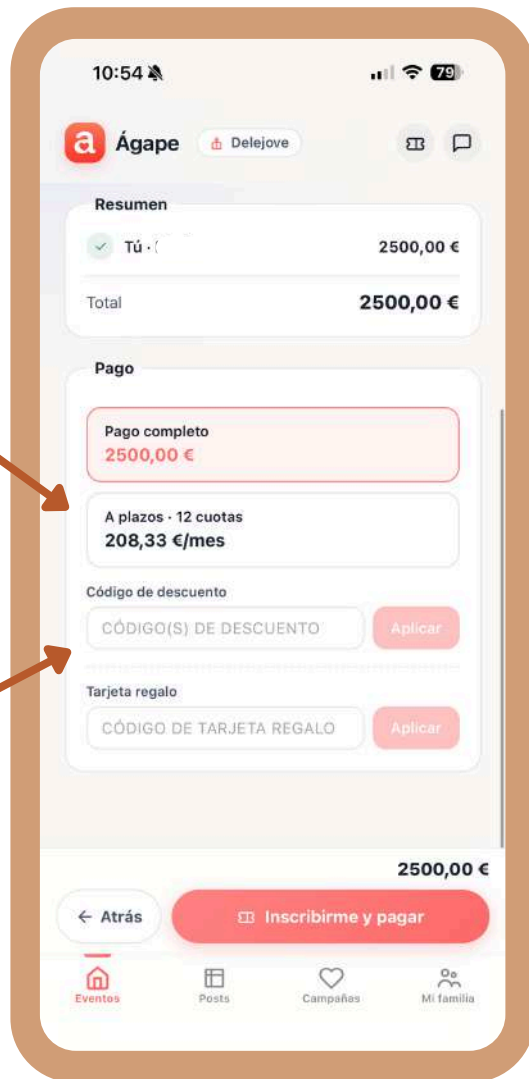 10:54
79
a Ágape Delejove
Resumen
Tú · 2500,00 €
Total 2500,00 €
Pago
Pago completo
2500,00 €
A plazos · 12 cuotas
208,33 €/mes
Código de descuento
CÓDIGO(S) DE DESCUENTO Aplicar
Tarjeta regalo
CÓDIGO DE TARJETA REGALO Aplicar
2500,00 €
← Atrás Inscribirme y pagar
Eventos Posts Campañas Mi familia